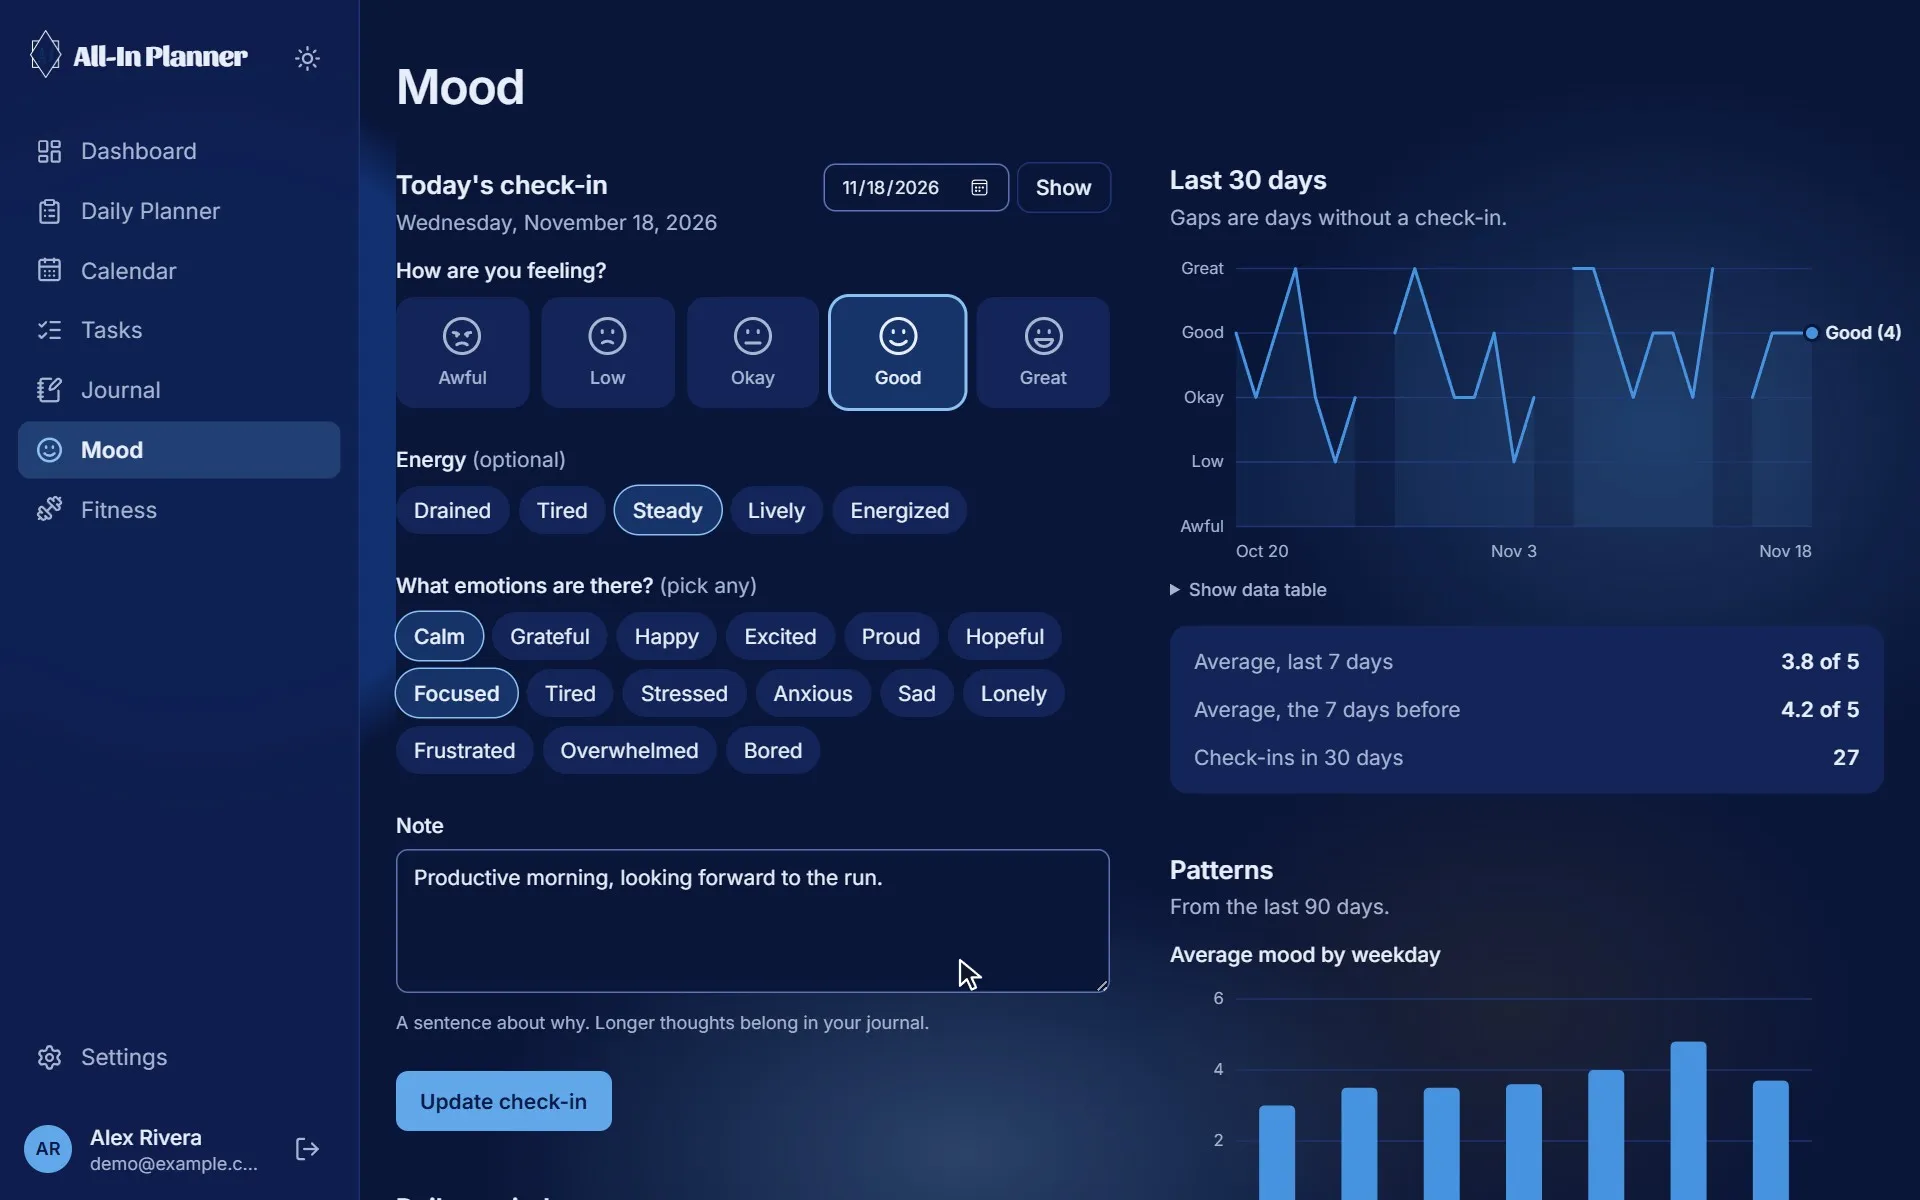 All-In Planner
Dashboard
Daily Planner
Calendar
Tasks
Journal
Mood
Fitness
Settings
AR
Alex Rivera
demo@example.c...
Mood
Today's check-in
Wednesday, November 18, 2026
11/18/2026
Show
How are you feeling?
Awful
Low
Okay
Good
Great
Energy (optional)
Drained
Tired
Steady
Lively
Energized
What emotions are there? (pick any)
Calm
Grateful
Happy
Excited
Proud
Hopeful
Focused
Tired
Stressed
Anxious
Sad
Lonely
Frustrated
Overwhelmed
Bored
Note
Productive morning, looking forward to the run.
A sentence about why. Longer thoughts belong in your journal.
Update check-in
Last 30 days
Gaps are days without a check-in.
Great
Good
Okay
Low
Awful
Good (4)
Oct 20
Nov 3
Nov 18
Show data table
Average, last 7 days
3.8 of 5
Average, the 7 days before
4.2 of 5
Check-ins in 30 days
27
Patterns
From the last 90 days.
Average mood by weekday
6
4
2